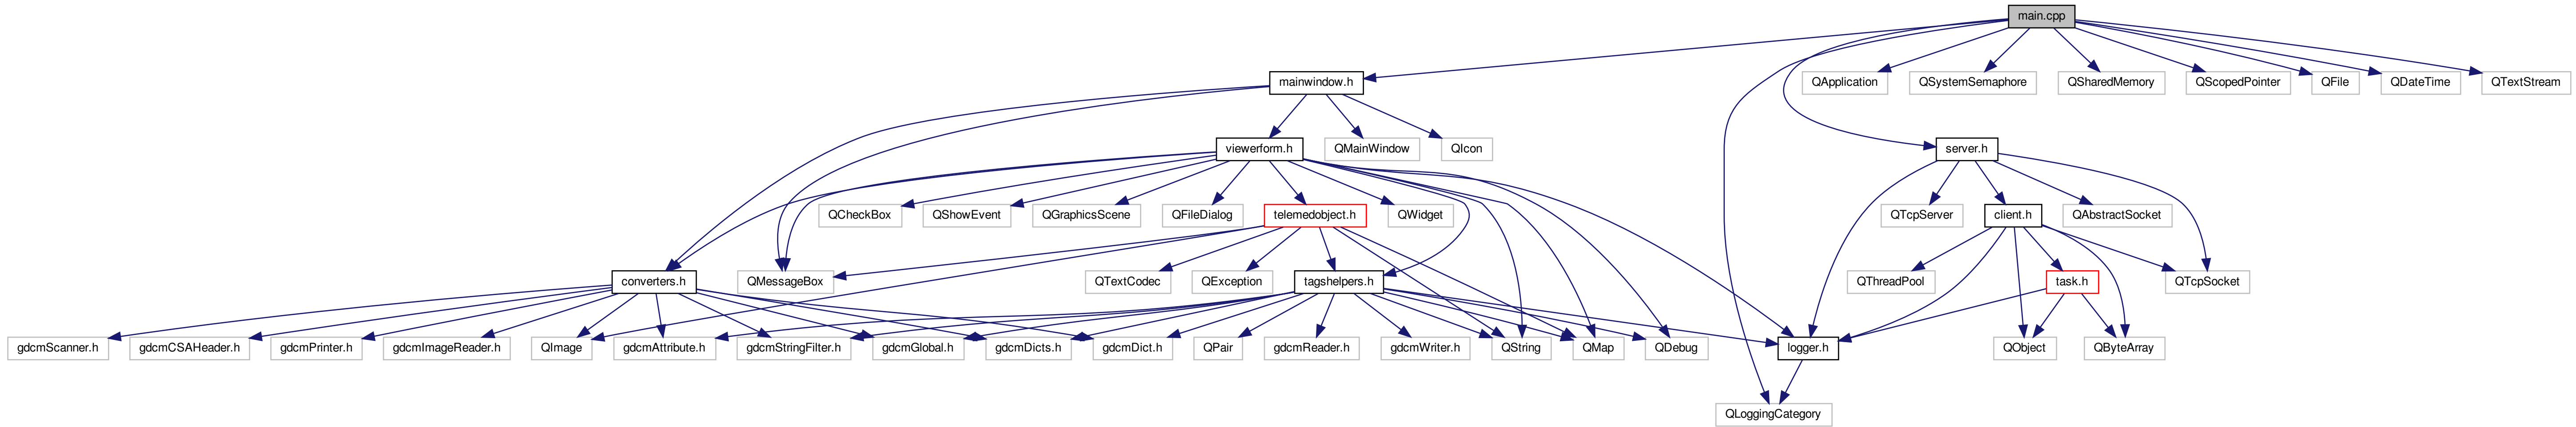 main.cpp
mainwindow.h
QApplication
QSystemSemaphore
QSharedMemory
QScopedPointer
QFile
QDateTime
QTextStream
viewerform.h
QMainWindow
QIcon
server.h
QCheckBox
QShowEvent
QGraphicsScene
QFileDialog
telemedobject.h
QWidget
QTcpServer
client.h
QAbstractSocket
converters.h
QMessageBox
QTextCodec
QException
tagshelpers.h
QThreadPool
task.h
QTcpSocket
gdcmScanner.h
gdcmCSAHeader.h
gdcmPrinter.h
gdcmImageReader.h
QImage
gdcmAttribute.h
gdcmStringFilter.h
gdcmGlobal.h
gdcmDicts.h
gdcmDict.h
QPair
gdcmReader.h
gdcmWriter.h
QString
QMap
QDebug
logger.h
QObject
QByteArray
QLoggingCategory